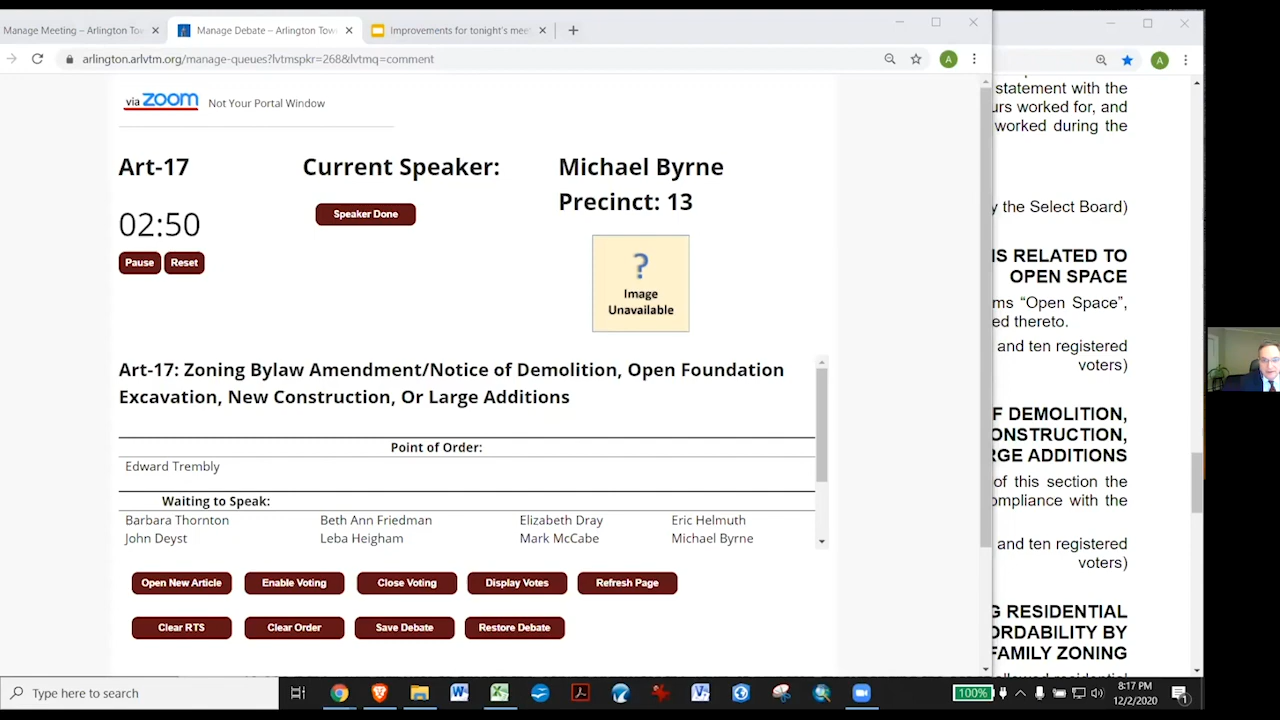 Manage Meeting – Arlington Tow
Manage Debate – Arlington Town
Improvements for tonight's mee
arlington.arlvtm.org/manage-queues?lvtmspkr=268&lvtmq=comment
A
A
via zoom Not Your Portal Window
Art-17 Current Speaker: Michael Byrne
Precinct: 13
02:50
Speaker Done
Pause Reset
?
Image
Unavailable
Art-17: Zoning Bylaw Amendment/Notice of Demolition, Open Foundation
Excavation, New Construction, Or Large Additions
Point of Order:
Edward Trembly
Waiting to Speak:
Barbara Thornton Beth Ann Friedman Elizabeth Dray Eric Helmuth
John Deyst Leba Heigham Mark McCabe Michael Byrne
Open New Article Enable Voting Close Voting Display Votes Refresh Page
Clear RTS Clear Order Save Debate Restore Debate
statement with the
urs worked for, and
worked during the
y the Select Board)
IS RELATED TO
OPEN SPACE
ms “Open Space”,
ed thereto.
and ten registered
voters)
F DEMOLITION,
ONSTRUCTION,
RGE ADDITIONS
of this section the
ompliance with the
and ten registered
voters)
G RESIDENTIAL
ORDABILITY BY
FAMILY ZONING
Type here to search
100%
8:17 PM
12/2/2020
1